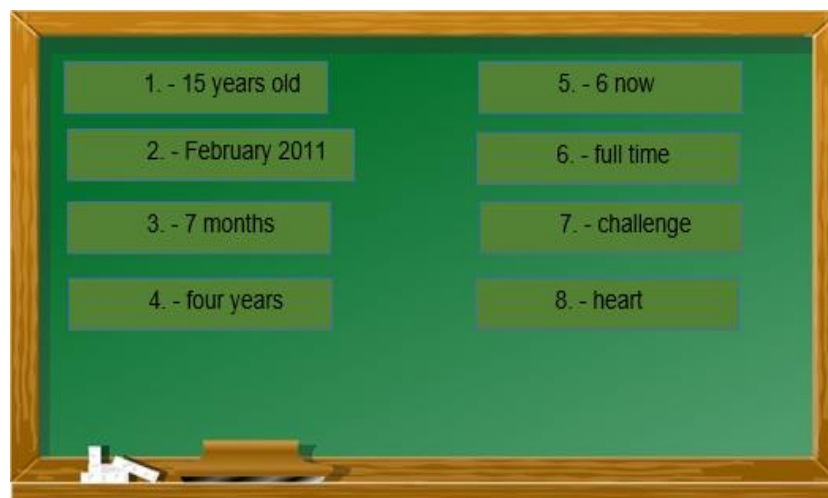 1. - 15 years old
2. - February 2011
3. - 7 months
4. - four years
5. - 6 now
6. - full time
7. - challenge
8. - heart